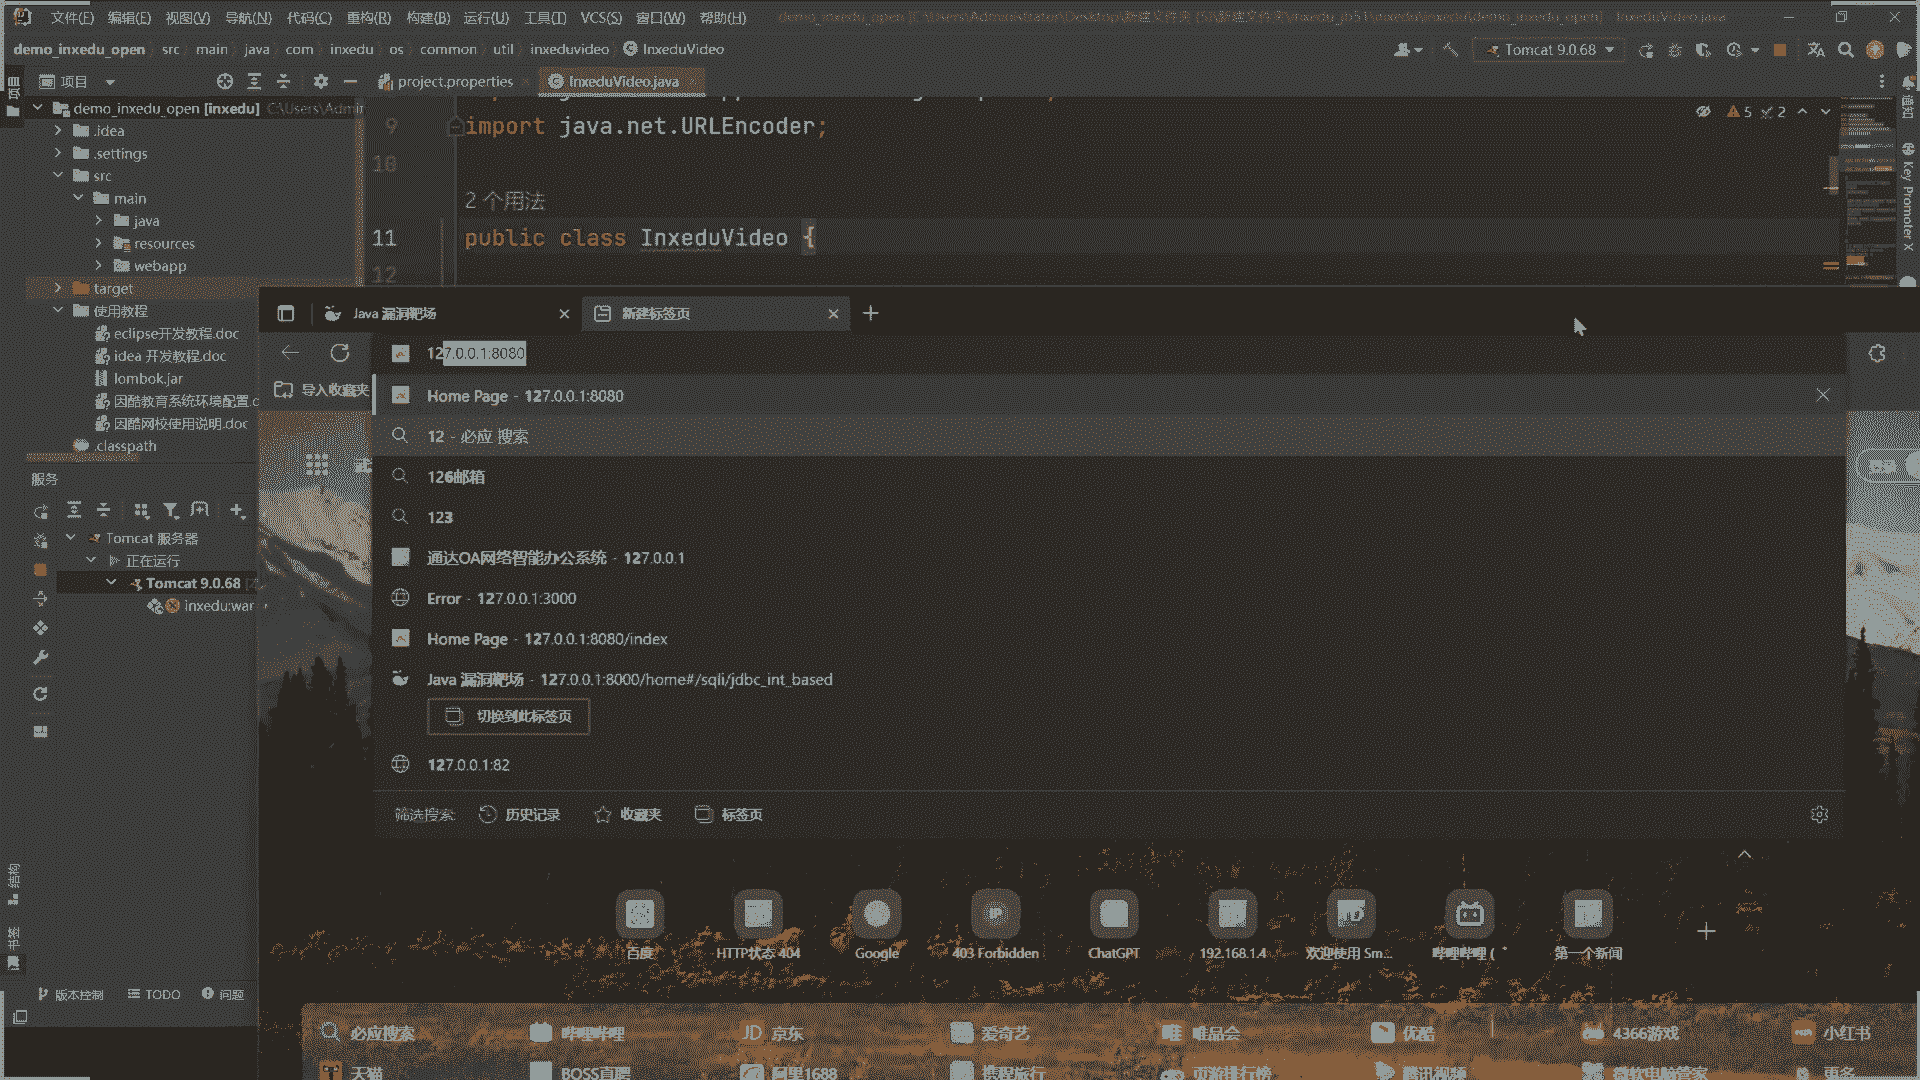 文件(F) 编辑(E) 视图(V) 导航(N) 代码(C) 重构(R) 构建(B) 运行(U) 工具(T) VCS(S) 窗口(W) 帮助(H)
demo_inxedu_open src main java com inxedu os common util inxeduvideo InxeduVideo
Tomcat 9.0.68
项目
project.properties
InxeduVideo.java
demo_inxedu_open [inxedu] C:\Users\Admir
.idea
.settings
src
main
java
resources
webapp
target
使用教程
eclipse开发教程.doc
idea 开发教程.doc
lombok.jar
因酷教育系统环境配置.c
因酷网校使用说明.doc
.classpath
9 import java.net.URLEncoder;
10
2 个用法
11 public class InxeduVideo {
12
5 2
通知
Key Promoter X
服务
Tomcat 服务器
正在运行
Tomcat 9.0.68
inxedu:war
结构
书签
版本控制 TODO 问题
Java 漏洞靶场
新建标签页
127.0.0.1:8080
导入收藏夹
Home Page - 127.0.0.1:8080
12 - 必应 搜索
126邮箱
123
通达OA网络智能办公系统 - 127.0.0.1
Error - 127.0.0.1:3000
Home Page - 127.0.0.1:8080/index
Java 漏洞靶场 - 127.0.0.1:8000/home#/sqli/jdbc_int_based
切换到此标签页
127.0.0.1:82
筛选搜索: 历史记录 收藏夹 标签页
百度 HTTP状态 404 Google 403 Forbidden ChatGPT 192.168.1.4 欢迎使用 Sm... 哔哩哔哩 ( ゜ 第一个新闻
必应搜索 哔哩哔哩 京东 爱奇艺 唯品会 优酷 4366游戏 小红书
天猫 BOSS直聘 阿里1688 携程旅行 页游排行榜 腾讯视频 微软电脑管家 更多